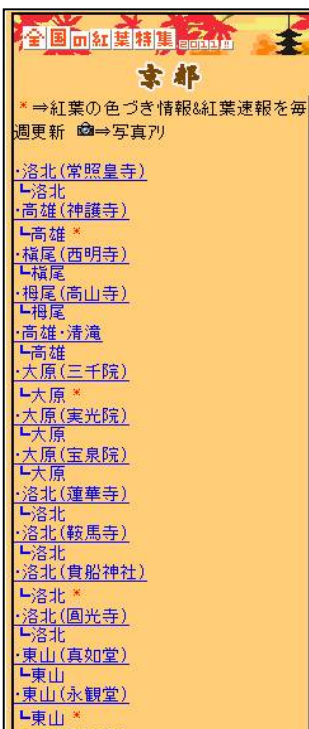 全国の紅葉特集2011!!
京都
*⇒紅葉の色づき情報&紅葉速報を毎
週更新 📷⇒写真アリ
・洛北(常照皇寺)
┗洛北
・高雄(神護寺)
┗高雄 *
・槇尾(西明寺)
┗槇尾
・栂尾(高山寺)
┗栂尾
・高雄・清滝
┗高雄
・大原(三千院)
┗大原 *
・大原(実光院)
┗大原
・大原(宝泉院)
┗大原
・洛北(蓮華寺)
┗洛北
・洛北(鞍馬寺)
┗洛北
・洛北(貴船神社)
┗洛北 *
・洛北(圓光寺)
┗洛北
・東山(真如堂)
┗東山
・東山(永観堂)
┗東山 *